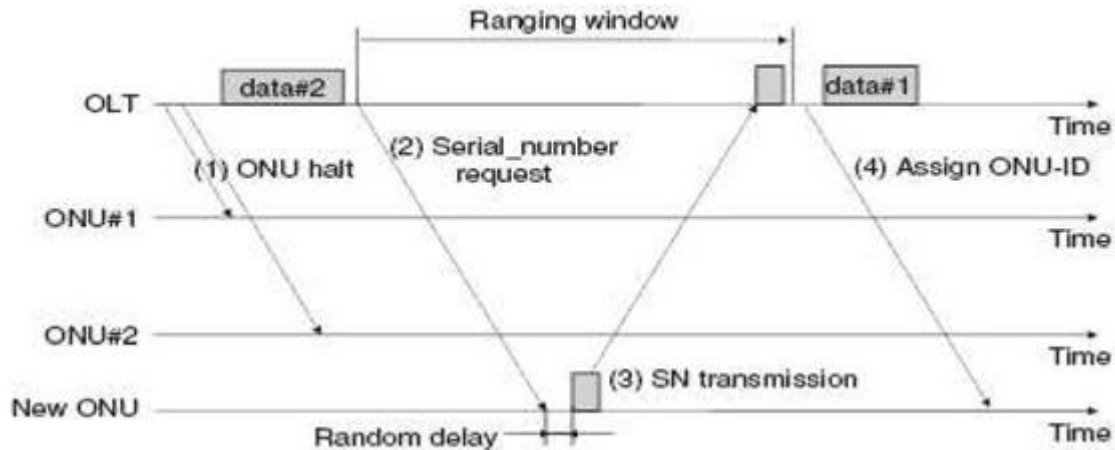 Ranging window
data#2
data#1
OLT
Time
(1) ONU halt
(2) Serial_number
request
(4) Assign ONU-ID
ONU#1
Time
ONU#2
Time
(3) SN transmission
New ONU
Time
Random delay